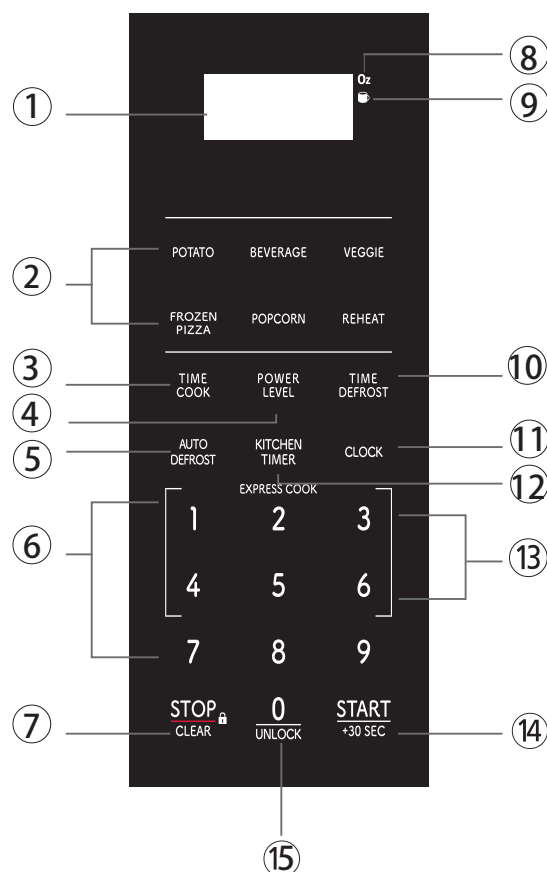 ① Oz ⑧
⑨
② POTATO BEVERAGE VEGGIE
FROZEN PIZZA POPCORN REHEAT
③ TIME COOK POWER LEVEL TIME DEFROST ⑩
④
⑤ AUTO DEFROST KITCHEN TIMER CLOCK ⑪
⑫
EXPRESS COOK
⑥ 1 2 3
4 5 6 ⑬
7 8 9
⑦ STOP 0 START ⑭
CLEAR UNLOCK +30 SEC
⑮